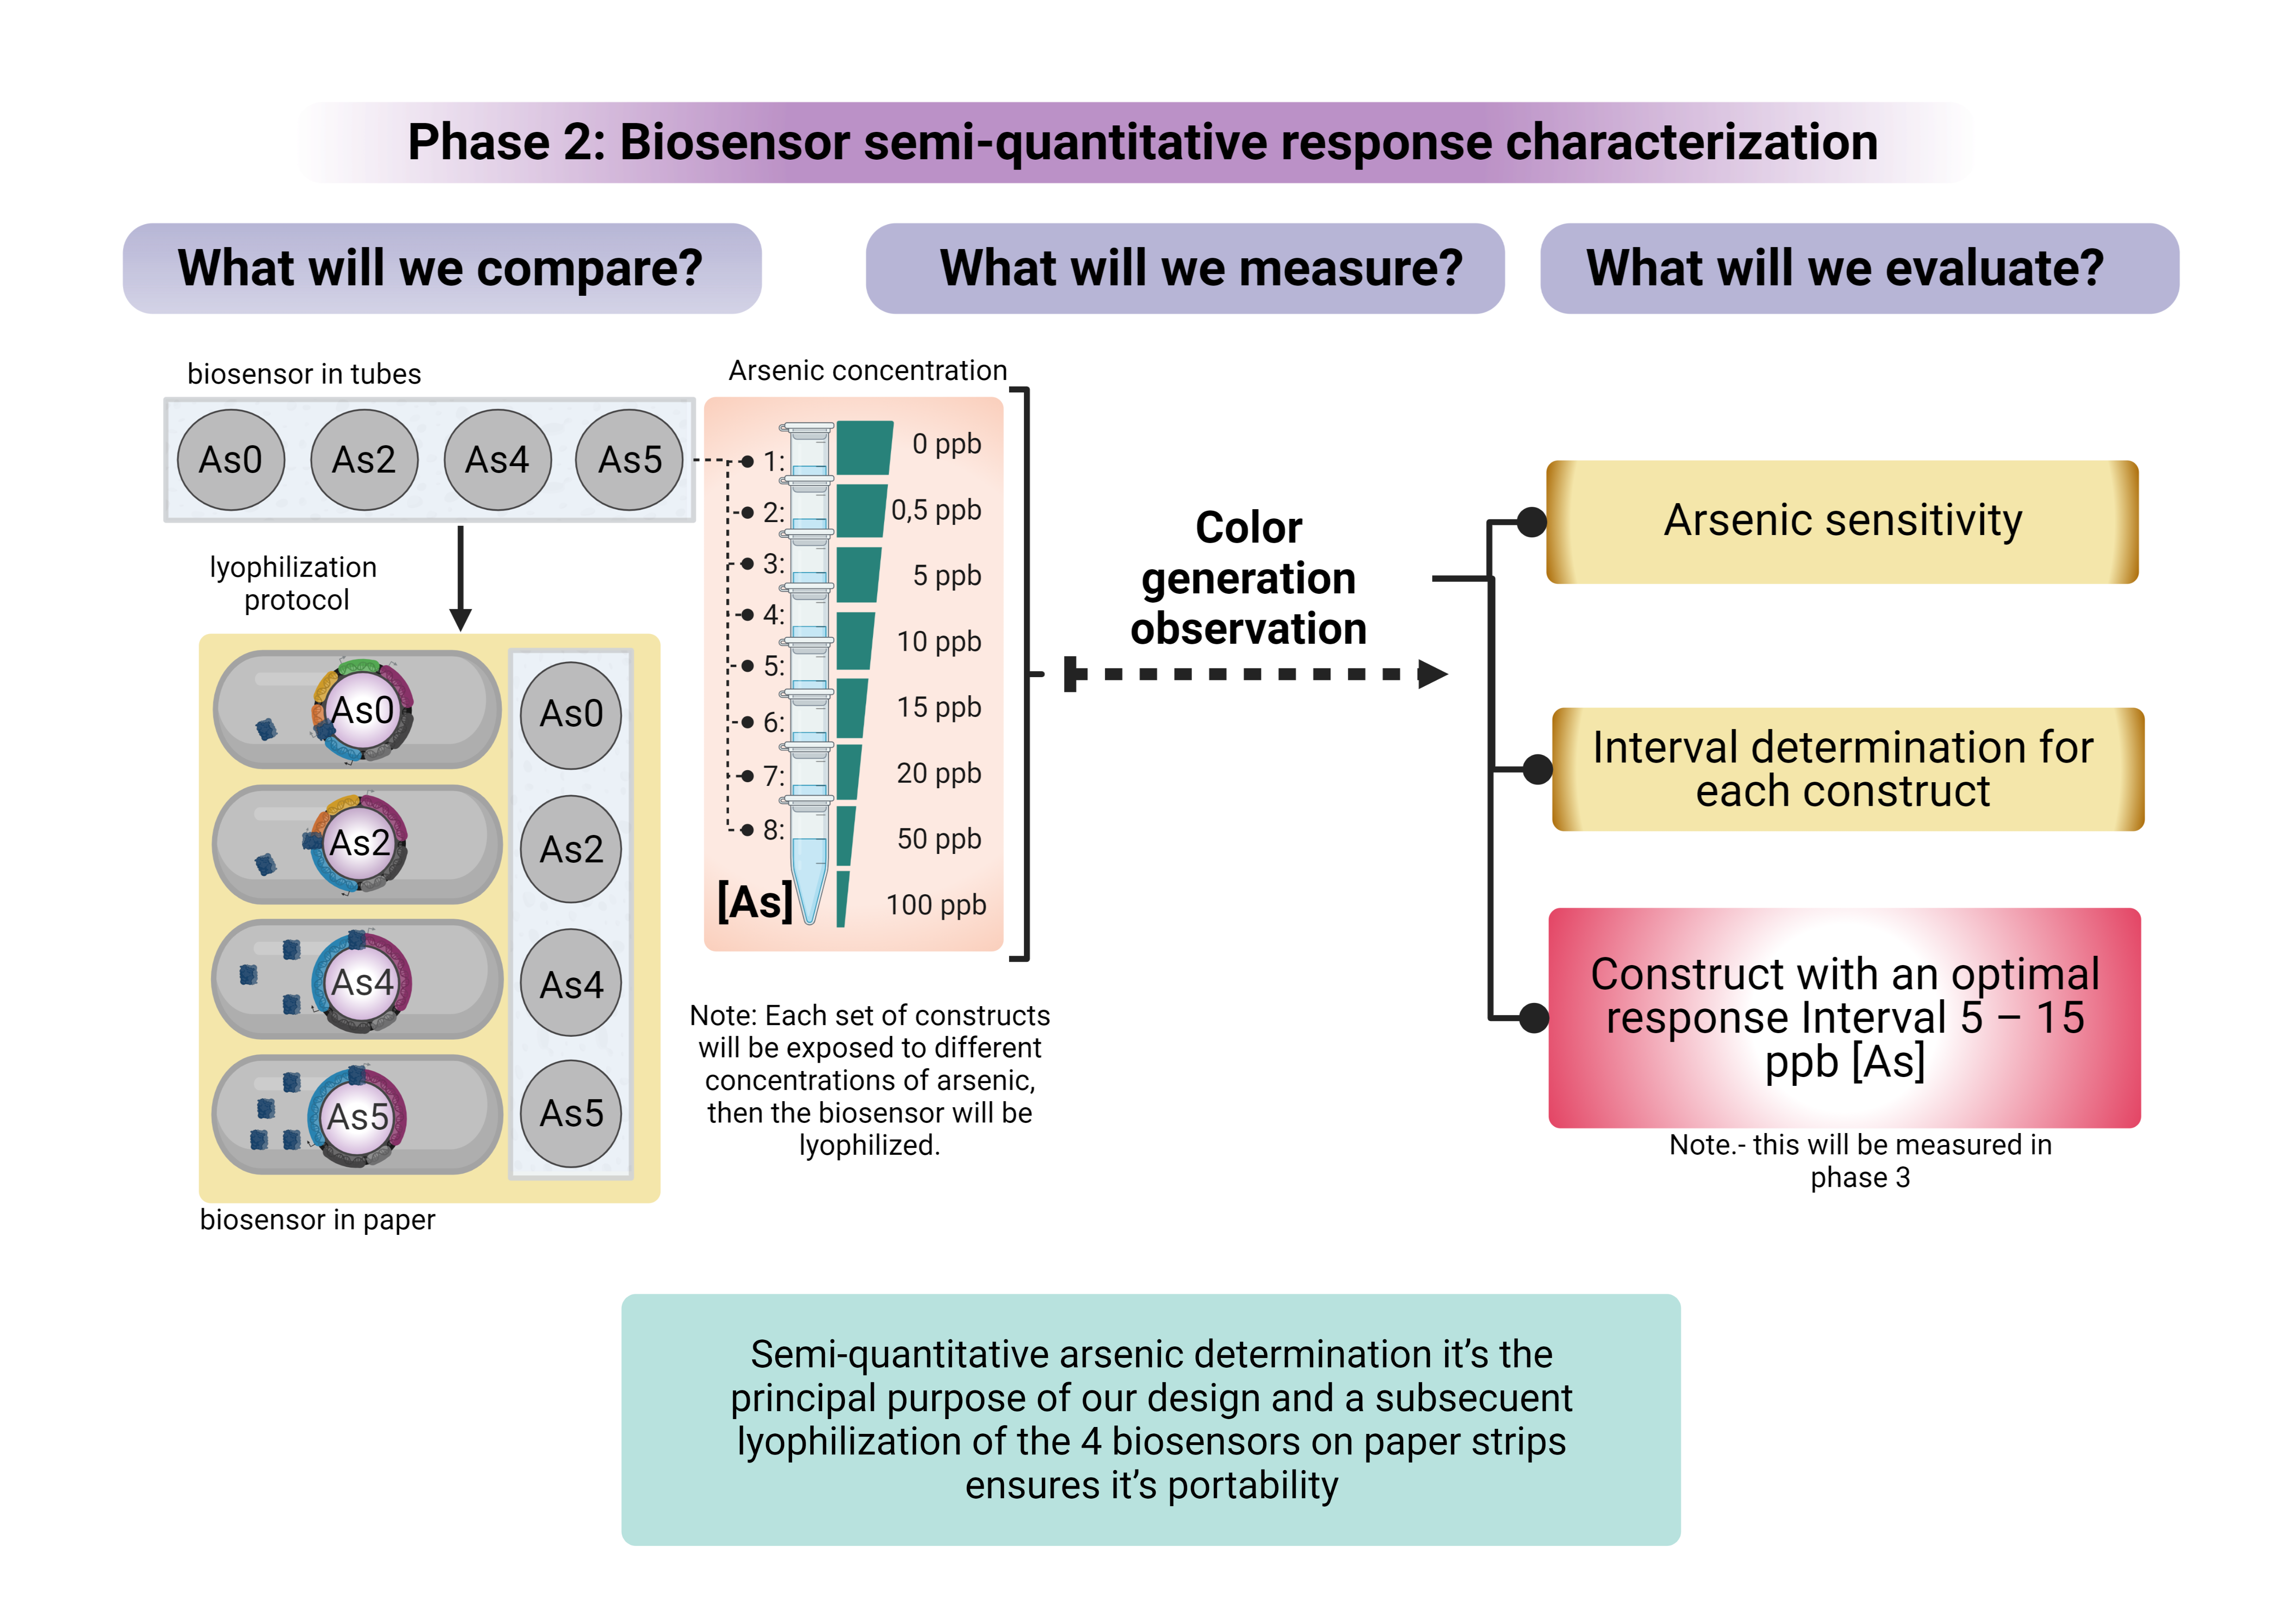 Phase 2: Biosensor semi-quantitative response characterization
What will we compare?
What will we measure?
What will we evaluate?
biosensor in tubes
As0 As2 As4 As5
lyophilization
protocol
As0 As0
As2 As2
As4 As4
As5 As5
biosensor in paper
Arsenic concentration
1:
2:
3:
4:
5:
6:
7:
8:
0 ppb
0,5 ppb
5 ppb
10 ppb
15 ppb
20 ppb
50 ppb
100 ppb
[As]
Note: Each set of constructs
will be exposed to different
concentrations of arsenic,
then the biosensor will be
lyophilized.
Color
generation
observation
Arsenic sensitivity
Interval determination for
each construct
Construct with an optimal
response Interval 5 – 15
ppb [As]
Note.- this will be measured in
phase 3
Semi-quantitative arsenic determination it’s the
principal purpose of our design and a subsecuent
lyophilization of the 4 biosensors on paper strips
ensures it’s portability